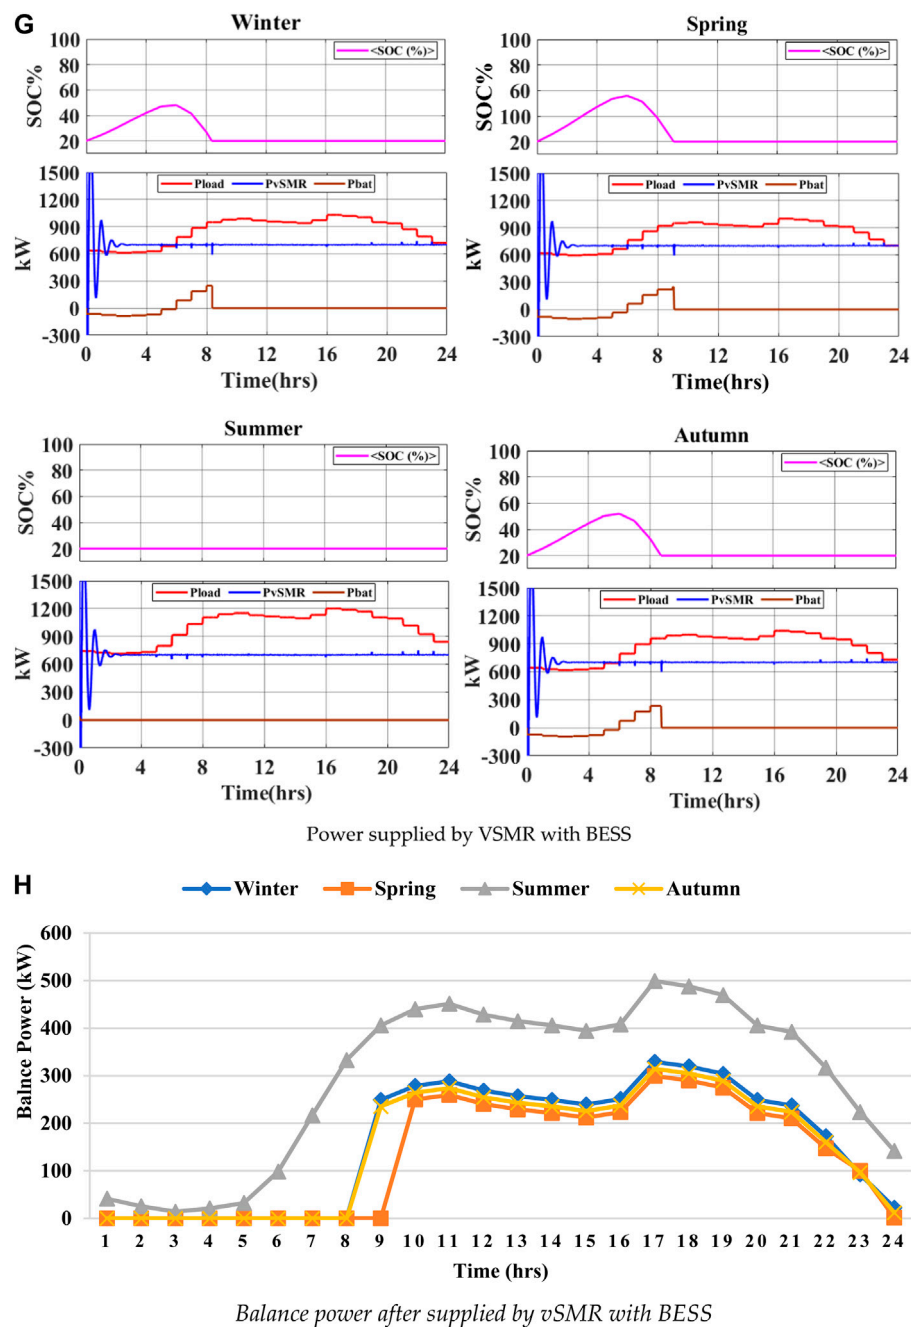 G
Winter
100
80
60
40
20
SOC%
<SOC (%)>
1500
1200
900
600
300
0
-300
kW
Pload PvSMR Pbat
0 4 8 12 16 20 24
Time(hrs)
Spring
100
80
60
100
20
SOC%
<SOC (%)>
1500
1200
900
600
300
0
-300
kW
Pload PvSMR Pbat
0 4 8 12 16 20 24
Time(hrs)
Summer
100
80
60
40
20
SOC%
<SOC (%)>
1500
1200
900
600
300
0
-300
kW
Pload PvSMR Pbat
0 4 8 12 16 20 24
Time(hrs)
Autumn
100
80
60
40
20
SOC%
<SOC (%)>
1500
1200
900
600
300
0
-300
kW
Pload PvSMR Pbat
0 4 8 12 16 20 24
Time(hrs)
Power supplied by VSMR with BESS
H
Winter Spring Summer Autumn
600
500
400
300
200
100
0
Balnce Power (kW)
1 2 3 4 5 6 7 8 9 10 11 12 13 14 15 16 17 18 19 20 21 22 23 24
Time (hrs)
Balance power after supplied by vSMR with BESS